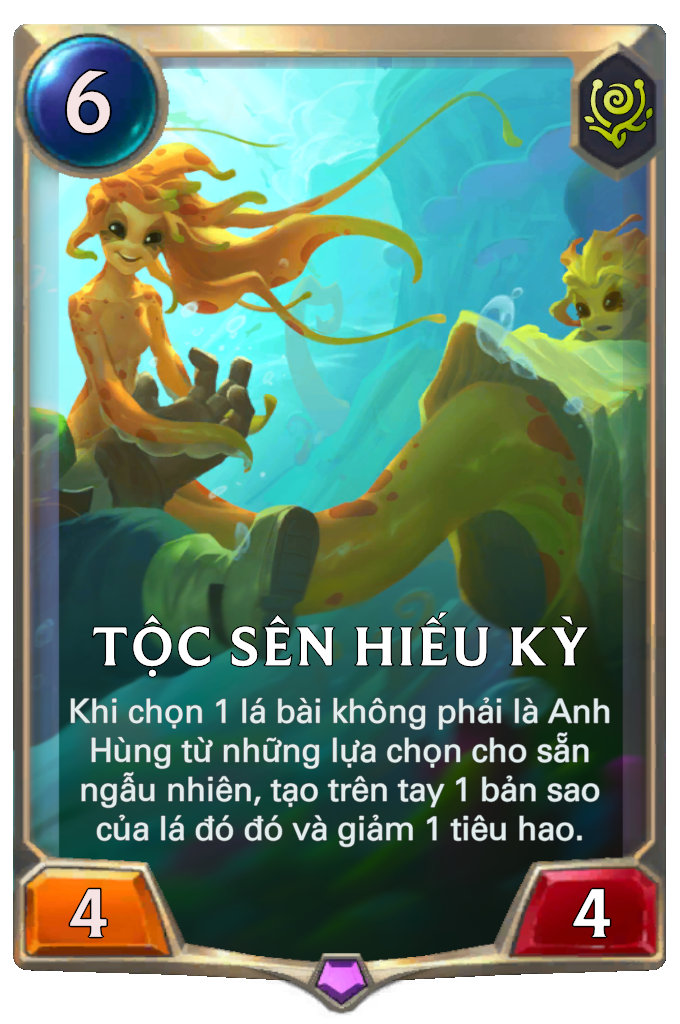 6
TỘC SÊN HIẾU KỲ
Khi chọn 1 lá bài không phải là Anh
Hùng từ những lựa chọn cho sẵn
ngẫu nhiên, tạo trên tay 1 bản sao
của lá đó đó và giảm 1 tiêu hao.
4
4